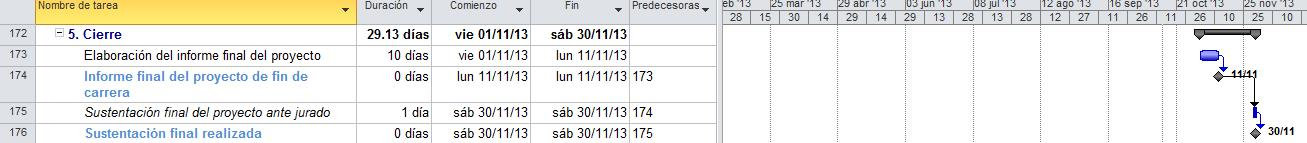 Nombre de tarea Duración Comienzo Fin Predecesoras
eb '13 25 mar '13 29 abr '13 03 jun '13 08 jul '13 12 ago '13 16 sep '13 21 oct '13 25 nov '13
28 15 30 14 29 14 29 13 28 13 28 12 27 11 26 10 25 10
172 5. Cierre 29.13 días vie 01/11/13 sáb 30/11/13
173 Elaboración del informe final del proyecto 10 días vie 01/11/13 lun 11/11/13
174 Informe final del proyecto de fin de carrera 0 días lun 11/11/13 lun 11/11/13 173
11/11
175 Sustentación final del proyecto ante jurado 1 día sáb 30/11/13 sáb 30/11/13 174
176 Sustentación final realizada 0 días sáb 30/11/13 sáb 30/11/13 175
30/11